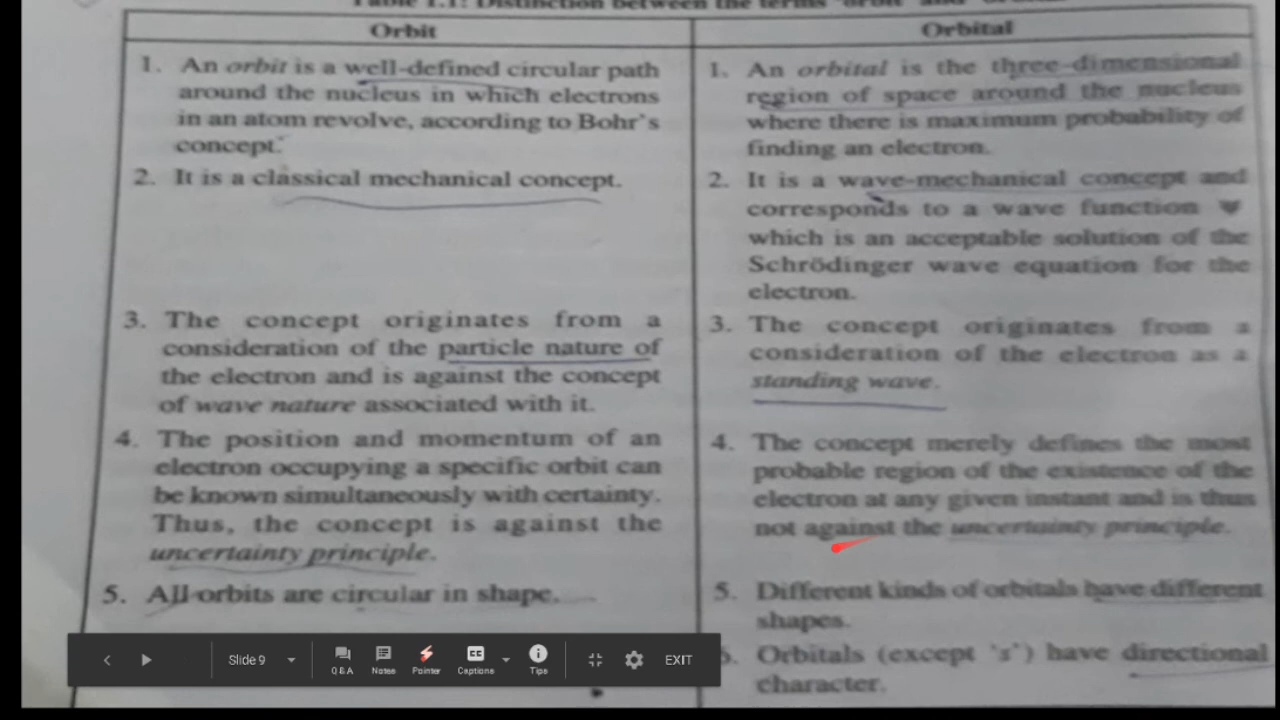 Table 1.1: Distinction between the terms 'orbit' and
Orbit
1. An orbit is a well-defined circular path
around the nucleus in which electrons
in an atom revolve, according to Bohr's
concept.
2. It is a classical mechanical concept.
3. The concept originates from a
consideration of the particle nature of
the electron and is against the concept
of wave nature associated with it.
4. The position and momentum of an
electron occupying a specific orbit can
be known simultaneously with certainty.
Thus, the concept is against the
uncertainty principle.
5. All orbits are circular in shape.
Orbital
1. An orbital is the three-dimensional
region of space around the nucleus
where there is maximum probability of
finding an electron.
2. It is a wave-mechanical concept and
corresponds to a wave function
which is an acceptable solution of the
Schrödinger wave equation for the
electron.
3. The concept originates from a
consideration of the electron as a
standing wave.
4. The concept merely defines the most
probable region of the existence of the
electron at any given instant and is thus
not against the uncertainty principle.
5. Different kinds of orbitals have different
shapes.
6. Orbitals (except 's') have directional
character.
Slide 9
Q&A Notes Pointer Captions Tips
EXIT